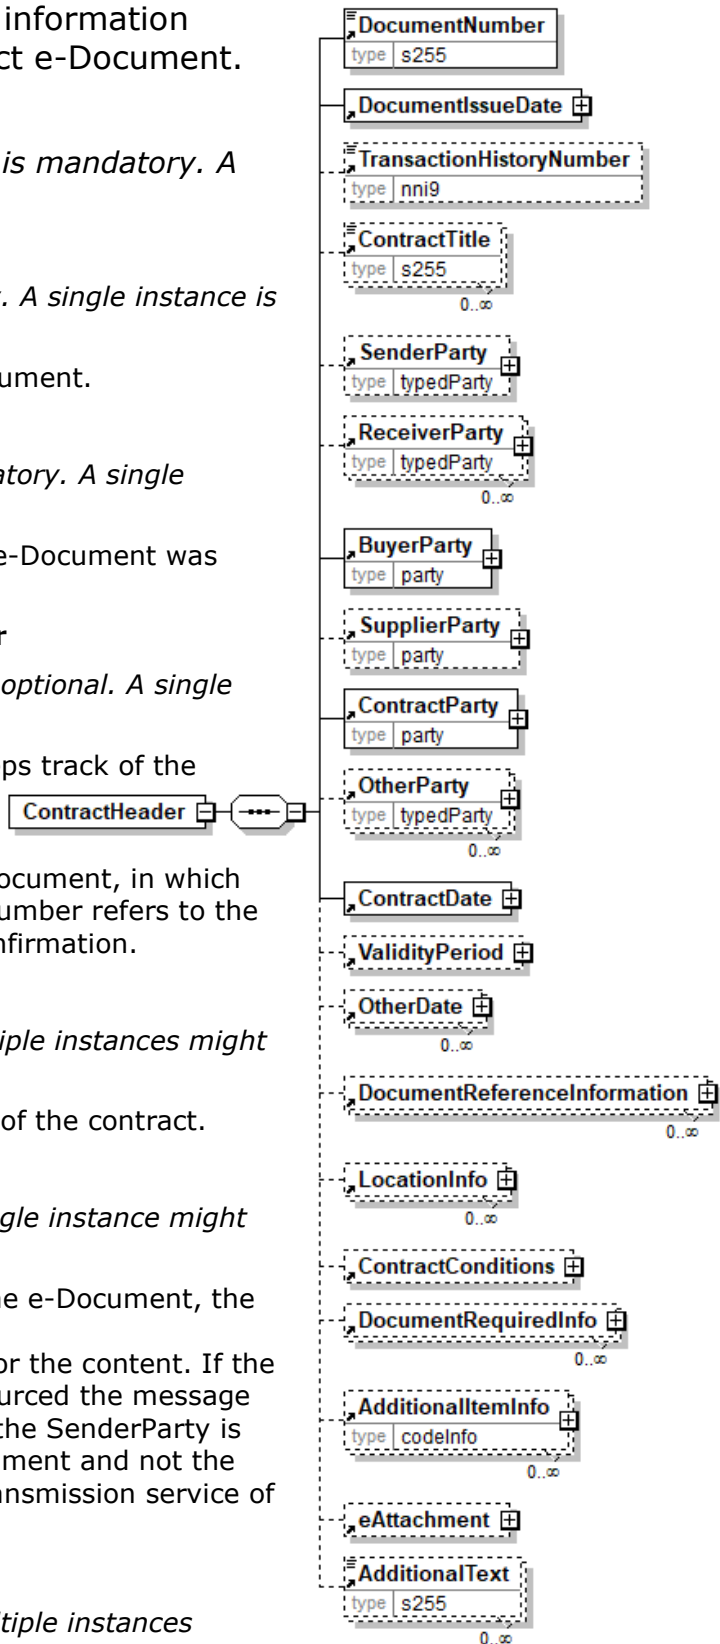 information
ct e-Document.
is mandatory. A
. A single instance is
ument.
atory. A single
e-Document was
r
optional. A single
ps track of the
ocument, in which
umber refers to the
nfirmation.
iple instances might
of the contract.
gle instance might
ne e-Document, the
or the content. If the
urced the message
the SenderParty is
ment and not the
ansmission service of
ltiple instances
ContractHeader
DocumentNumber
type s255
DocumentIssueDate
TransactionHistoryNumber
type nni9
ContractTitle
type s255
0..∞
SenderParty
type typedParty
ReceiverParty
type typedParty
0..∞
BuyerParty
type party
SupplierParty
type party
ContractParty
type party
OtherParty
type typedParty
0..∞
ContractDate
ValidityPeriod
OtherDate
0..∞
DocumentReferenceInformation
0..∞
LocationInfo
0..∞
ContractConditions
DocumentRequiredInfo
0..∞
AdditionalItemInfo
type codeInfo
0..∞
eAttachment
AdditionalText
type s255
0..∞